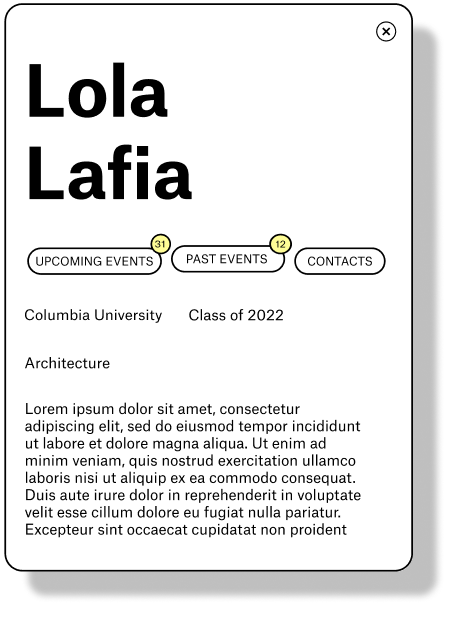 Lola
Lafia
UPCOMING EVENTS 31
PAST EVENTS 12
CONTACTS
Columbia University Class of 2022
Architecture
Lorem ipsum dolor sit amet, consectetur
adipiscing elit, sed do eiusmod tempor incididunt
ut labore et dolore magna aliqua. Ut enim ad
minim veniam, quis nostrud exercitation ullamco
laboris nisi ut aliquip ex ea commodo consequat.
Duis aute irure dolor in reprehenderit in voluptate
velit esse cillum dolore eu fugiat nulla pariatur.
Excepteur sint occaecat cupidatat non proident